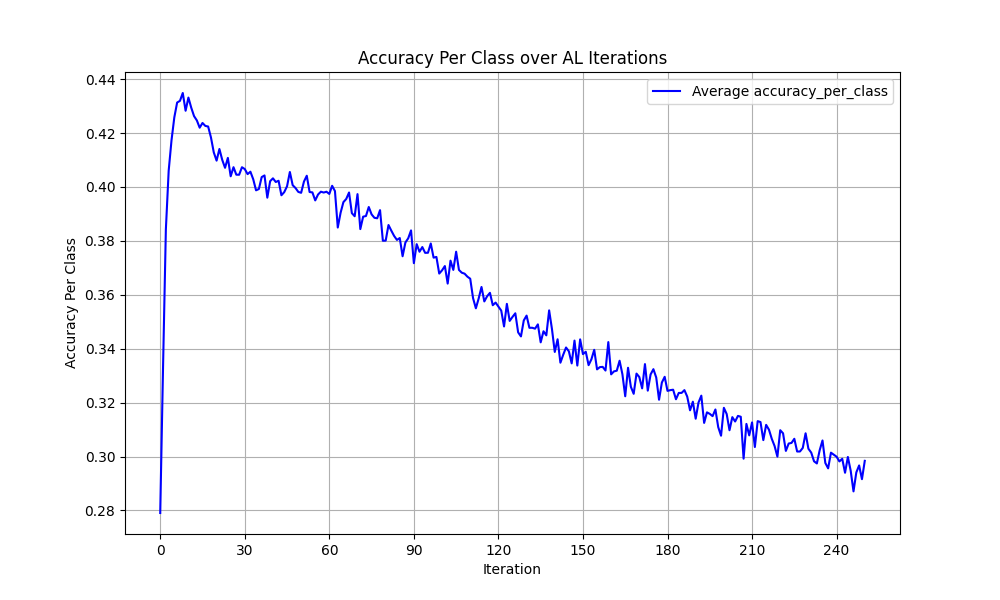 Accuracy Per Class over AL Iterations
Average accuracy_per_class
Accuracy Per Class
0.44
0.42
0.40
0.38
0.36
0.34
0.32
0.30
0.28
0 30 60 90 120 150 180 210 240
Iteration